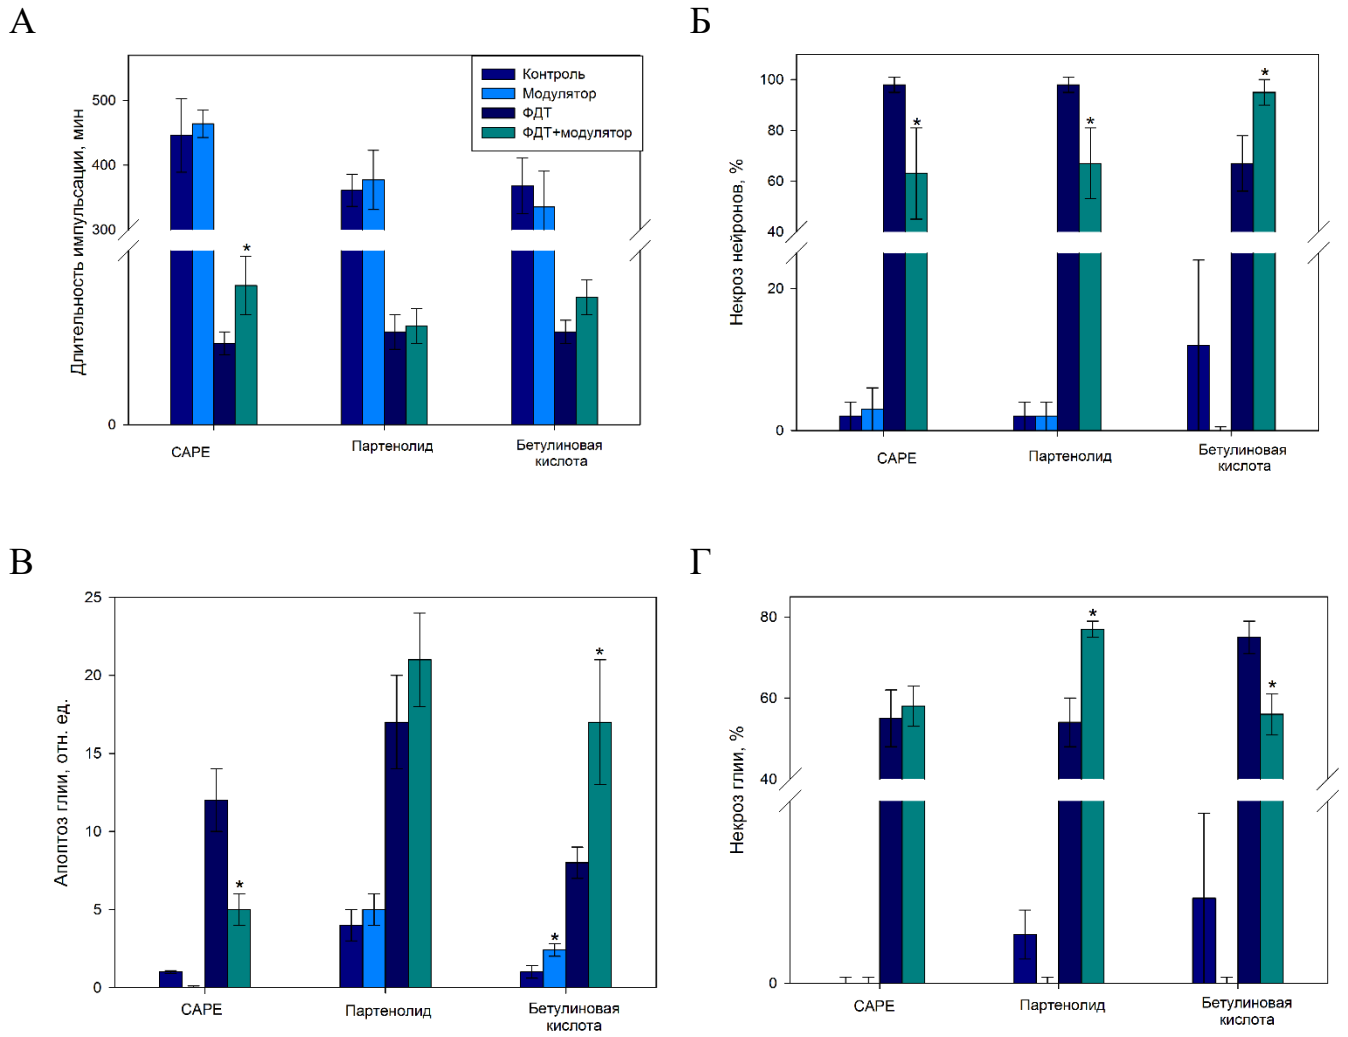 А
Длительность импульсации, мин
500
400
300
0
Контроль
Модулятор
ФДТ
ФДТ+модулятор
*
CAPE
Партенолид
Бетулиновая
кислота
Б
Некроз нейронов, %
100
80
60
40
20
0
*
*
*
CAPE
Партенолид
Бетулиновая
кислота
В
Апоптоз глии, отн. ед.
25
20
15
10
5
0
*
*
*
CAPE
Партенолид
Бетулиновая
кислота
Г
Некроз глии, %
80
60
40
0
*
*
CAPE
Партенолид
Бетулиновая
кислота